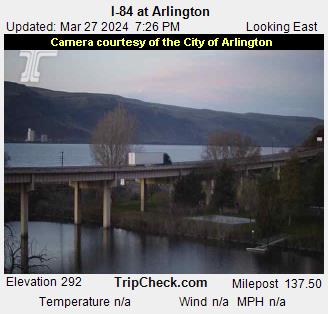 I-84 at Arlington
Updated: Mar 27 2024 7:26 PM Looking East
Camera courtesy of the City of Arlington
Elevation 292 TripCheck.com Milepost 137.50
Temperature n/a Wind n/a MPH n/a